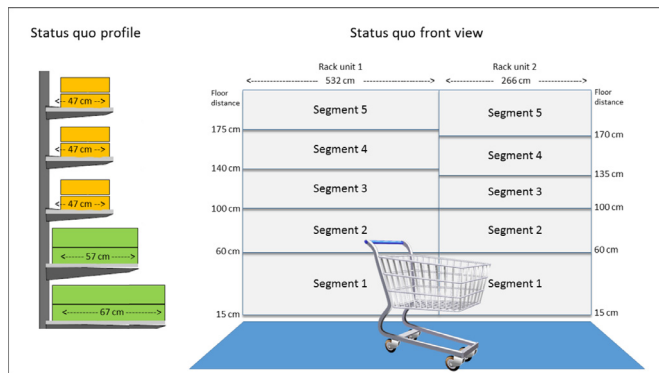 Status quo profile
Status quo front view
Rack unit 1
Rack unit 2
<---------------------- 532 cm ---------------------->
<---------- 266 cm ---------->
Floor
distance
Floor
distance
<-- 47 cm -->
<-- 47 cm -->
<-- 47 cm -->
<------ 57 cm ------>
<-------- 67 cm -------->
Segment 5
Segment 5
175 cm
170 cm
Segment 4
Segment 4
140 cm
135 cm
Segment 3
Segment 3
100 cm
100 cm
Segment 2
Segment 2
60 cm
60 cm
Segment 1
Segment 1
15 cm
15 cm